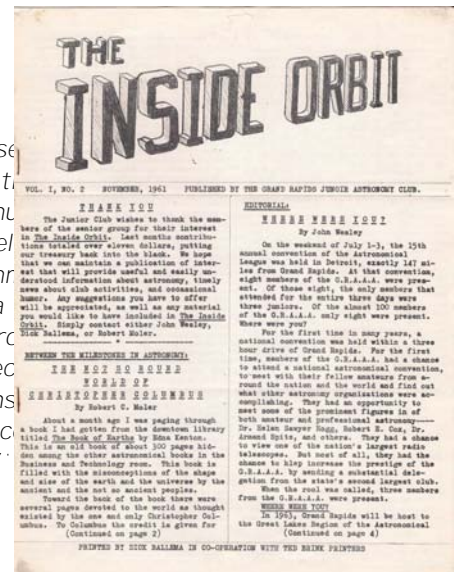 THE
INSIDE ORBIT
VOL. I, NO. 2 NOVEMBER, 1961 PUBLISHED BY THE GRAND RAPIDS JUNOIR ASTRONOMY CLUB.
THANK YOU
The Junior Club wishes to thank the mem-
bers of the senior group for their interest
in The Inside Orbit. Last months contribu-
tions totaled over eleven dollars, putting
our treasury back into the black. We hope
that we can maintain a publication of inter-
est that will provide useful and easily un-
derstood information about astronomy, timely
news about club activities, and occasional
humor. Any suggestions you have to offer
will be appreciated, as well as any material
you would like to have included in The Inside
Orbit. Simply contact either John Wesley,
Dick Ballema, or Robert Moler.
BETWEEN THE MILESTONES IN ASTRONOMY:
THE NOT SO ROUND
WORLD OF
CHRISTOPHER COLUMBUS
By Robert C. Moler
About a month ago I was paging through
a book I had gotten from the downtown library
titled The Book of Earths by Edna Kenton.
This is an old book of about 300 pages hid-
den among the other astronomical books in the
Business and Technology room. This book is
filled with the misconceptions of the shape
and size of the earth and the universe by the
ancient and the not so ancient peoples.
Toward the back of the book there were
several pages devoted to the world as thought
existed by the one and only Christopher Col-
umbus. To Columbus the credit is given for
(Continued on page 2)
EDITORIAL:
WHERE WERE YOU?
By John Wesley
On the weekend of July 1-3, the 15th
annual convention of the Astronomical
League was held in Detroit, exactly 147 mi-
les from Grand Rapids. At that convention,
eight members of the G.R.A.A.A. were pres-
ent. Of those eight, the only members that
attended for the entire three days were
three juniors. Of the almost 100 members
of the G.R.A.A.A. only eight were present.
Where were you?
For the first time in many years, a
national convention was held within a three
hour drive of Grand Rapids. For the first
time, members of the G.R.A.A.A. had a chance
to attend a national astronomical convention,
to meet with their fellow amateurs from a-
round the nation and the world and find out
what other astronomy organizations were ac-
complishing. They had an opportunity to
meet some of the prominent figures in of
both amateur and professional astronomy----
Dr. Helen Sawyer Hogg, Robert E. Cox, Dr.
Armand Spitz, and others. They had a chance
to view one of the nation's largest radio
telescopes. But most of all, they had the
chance to hlep increase the prestige of the
G.R.A.A.A. by sending a substantial dele-
gation from the state's second largest club.
When the rool was called, three members
from the G.R.A.A.A. were present.
WHERE WERE YOU?
In 1963, Grand Rapids will be host to
the Great Lakes Region of the Astronomical
(Continued on page 4)
PRINTED BY DICK BALLEMA IN CO-OPERATION WITH TED BRINK PRINTERS